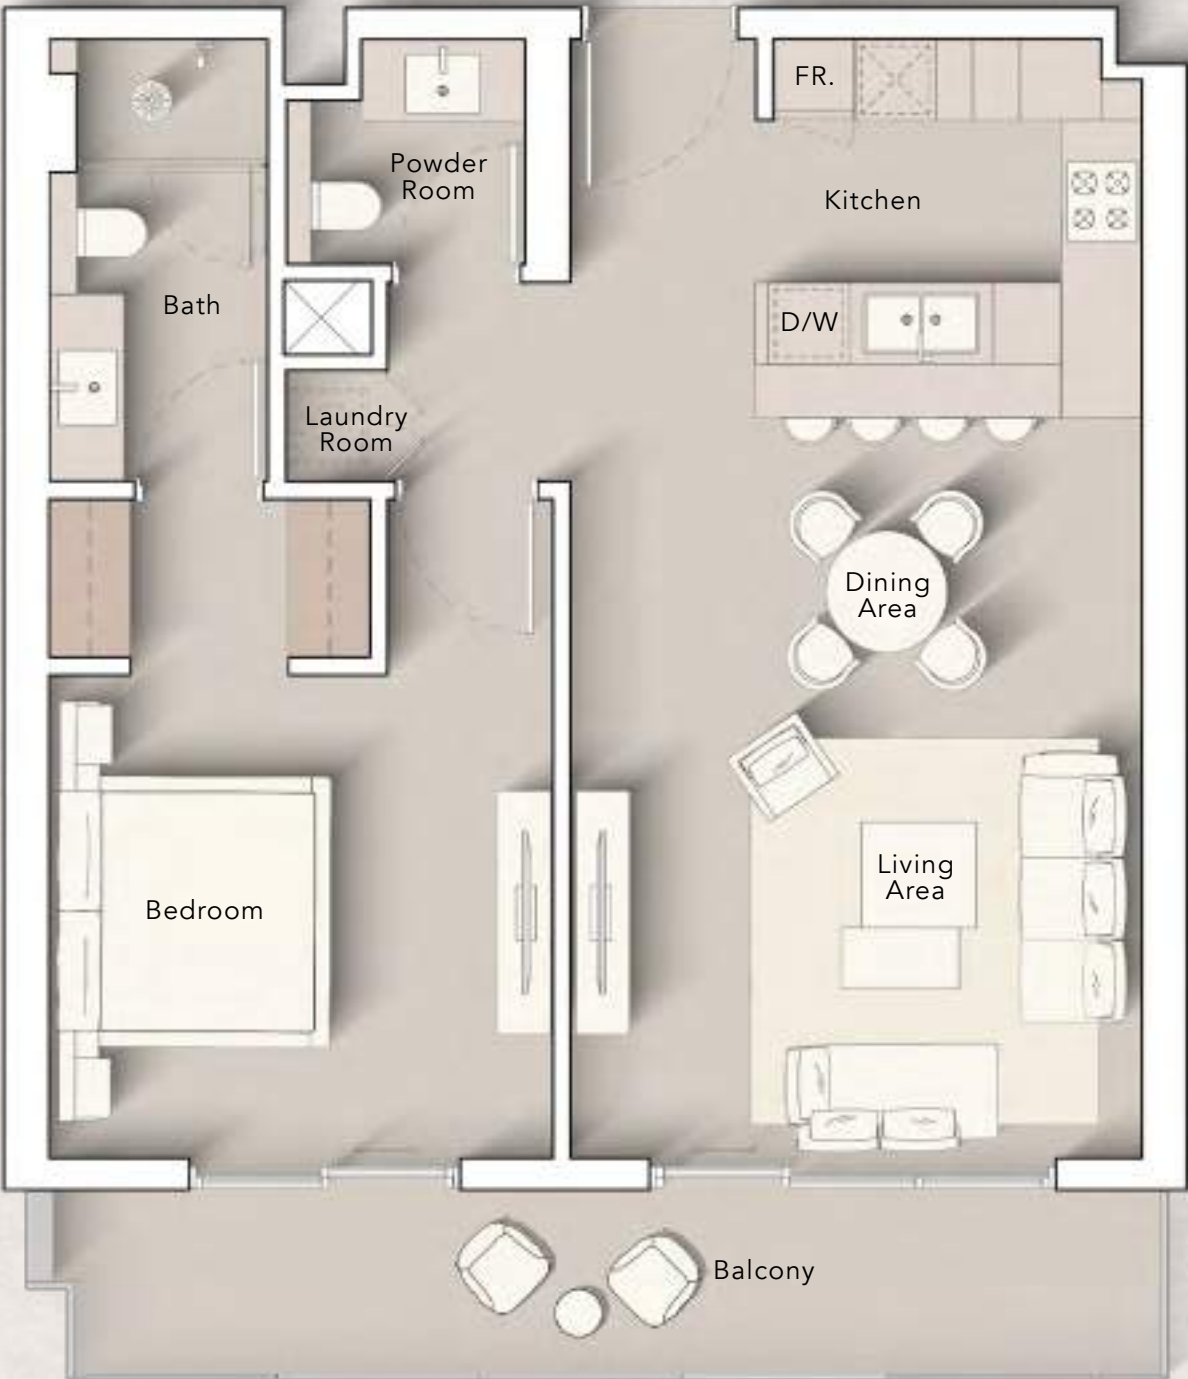 FR.
Powder
Room
Kitchen
Bath
D/W
Laundry
Room
Dining
Area
Living
Area
Bedroom
Balcony